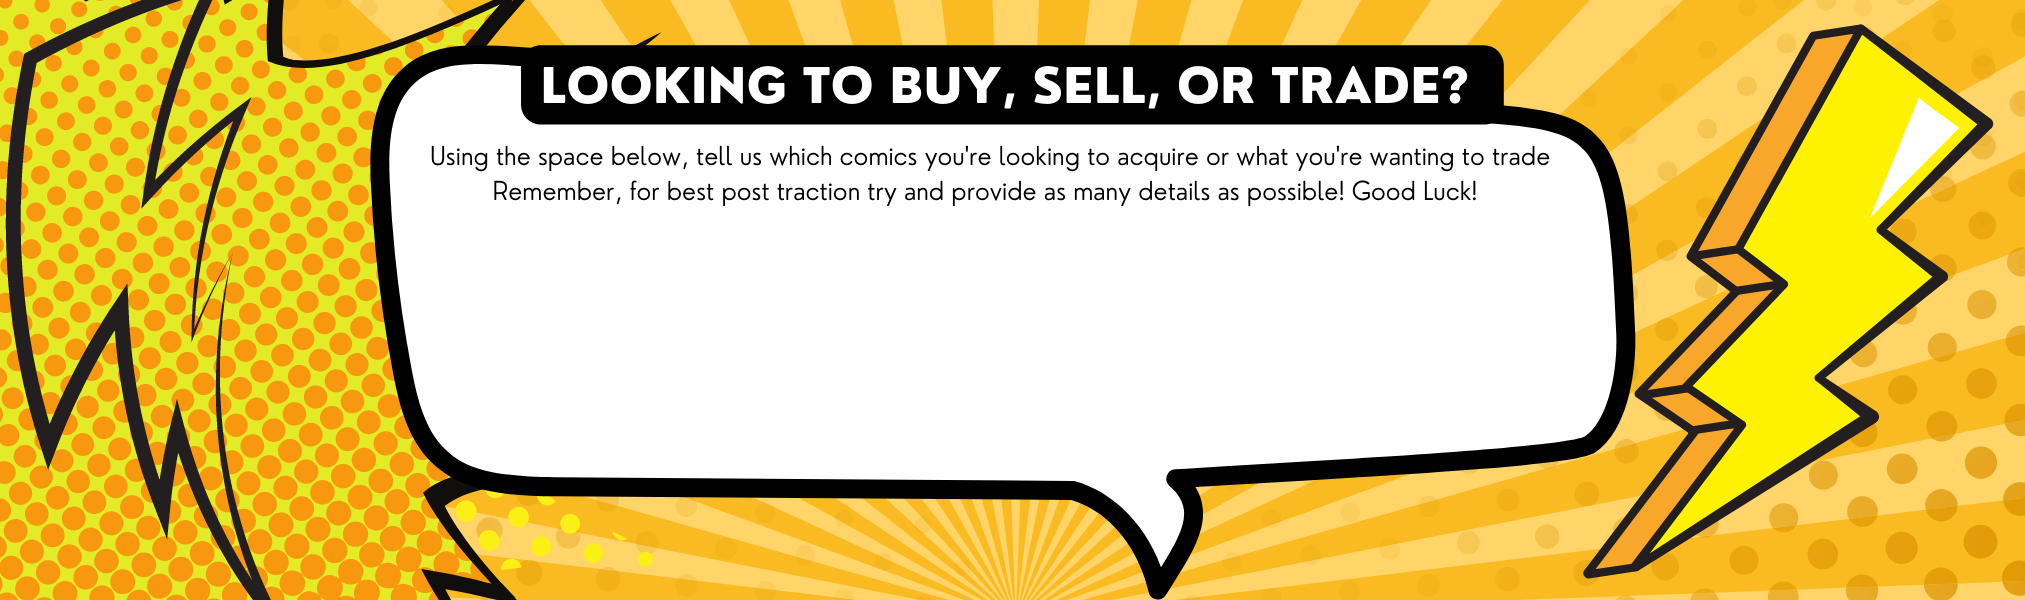 LOOKING TO BUY, SELL, OR TRADE?
Using the space below, tell us which comics you're looking to acquire or what you're wanting to trade
Remember, for best post traction try and provide as many details as possible! Good Luck!